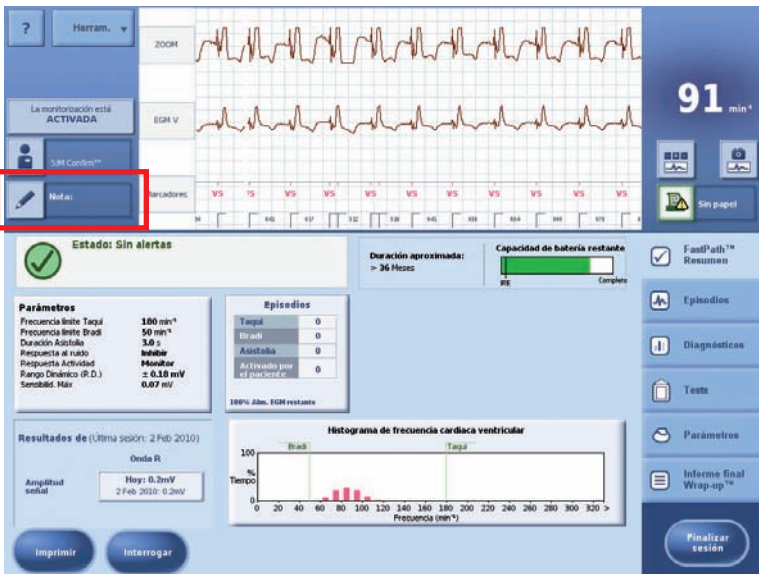 ?
Herram.
ZOOM
La monitorización está
ACTIVADA
EGM V
SJM Confirm™
Nota:
Marcadores
VS VS VS VS VS VS VS VS VS VS VS
91 min⁻¹
Sin papel
Estado: Sin alertas
Duración aproximada:
> 36 Meses
Capacidad de batería restante
IRE
Completo
FastPath™
Resumen
Episodios
Diagnósticos
Tests
Parámetros
Informe final
Wrap-up™
Finalizar
sesión
Parámetros
Frecuencia límite Taqui 180 min⁻¹
Frecuencia límite Bradi 50 min⁻¹
Duración Asistolia 3.0 s
Respuesta al ruido Inhibir
Respuesta Actividad Monitor
Rango Dinámico (R.D.) ± 0.18 mV
Sensibilid. Máx 0.07 mV
Episodios
Taqui 0
Bradi 0
Asistolia 0
Activado por
el paciente 0
100% Alm. EGM restante
Resultados de (Última sesión: 2 Feb 2010)
Onda R
Amplitud
señal
Hoy: 0.2mV
2 Feb 2010: 0.2mV
Histograma de frecuencia cardíaca ventricular
Bradi
Taqui
100
%
Tiempo
0
0 20 40 60 80 100 120 140 160 180 200 220 240 260 280 300 320 >
Frecuencia (min⁻¹)
Imprimir
Interrogar